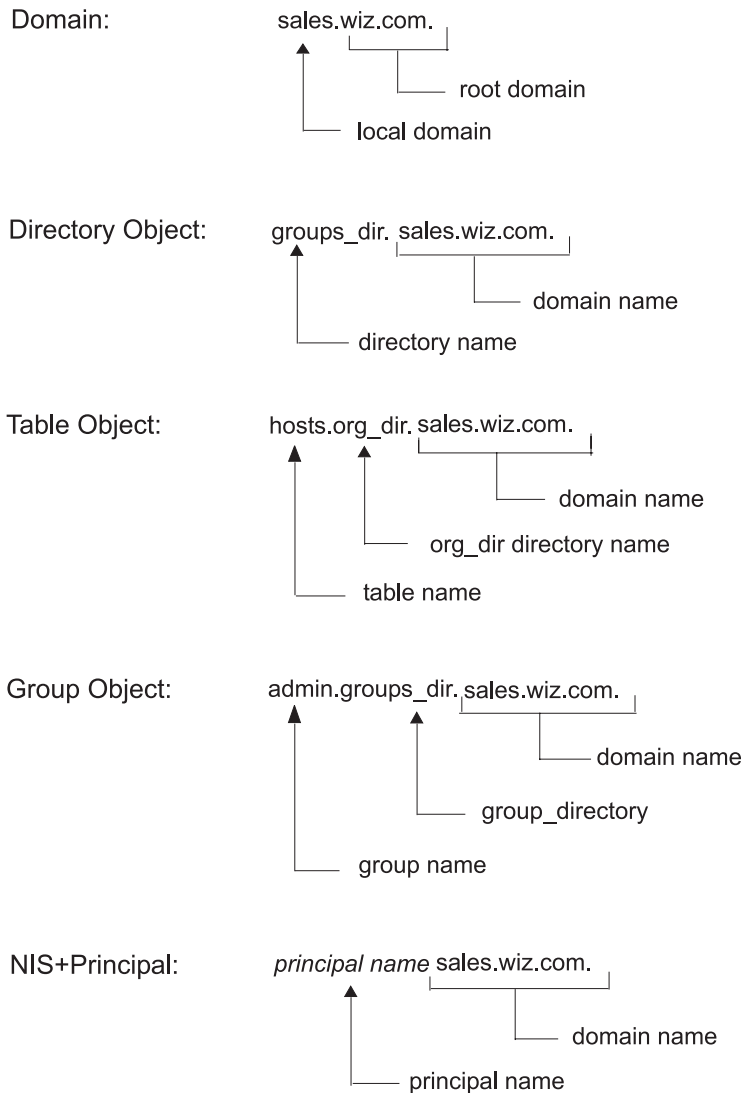 Domain: sales.wiz.com.
root domain
local domain
Directory Object: groups_dir. sales.wiz.com.
domain name
directory name
Table Object: hosts.org_dir. sales.wiz.com.
domain name
org_dir directory name
table name
Group Object: admin.groups_dir. sales.wiz.com.
domain name
group_directory
group name
NIS+Principal: principal name sales.wiz.com.
domain name
principal name